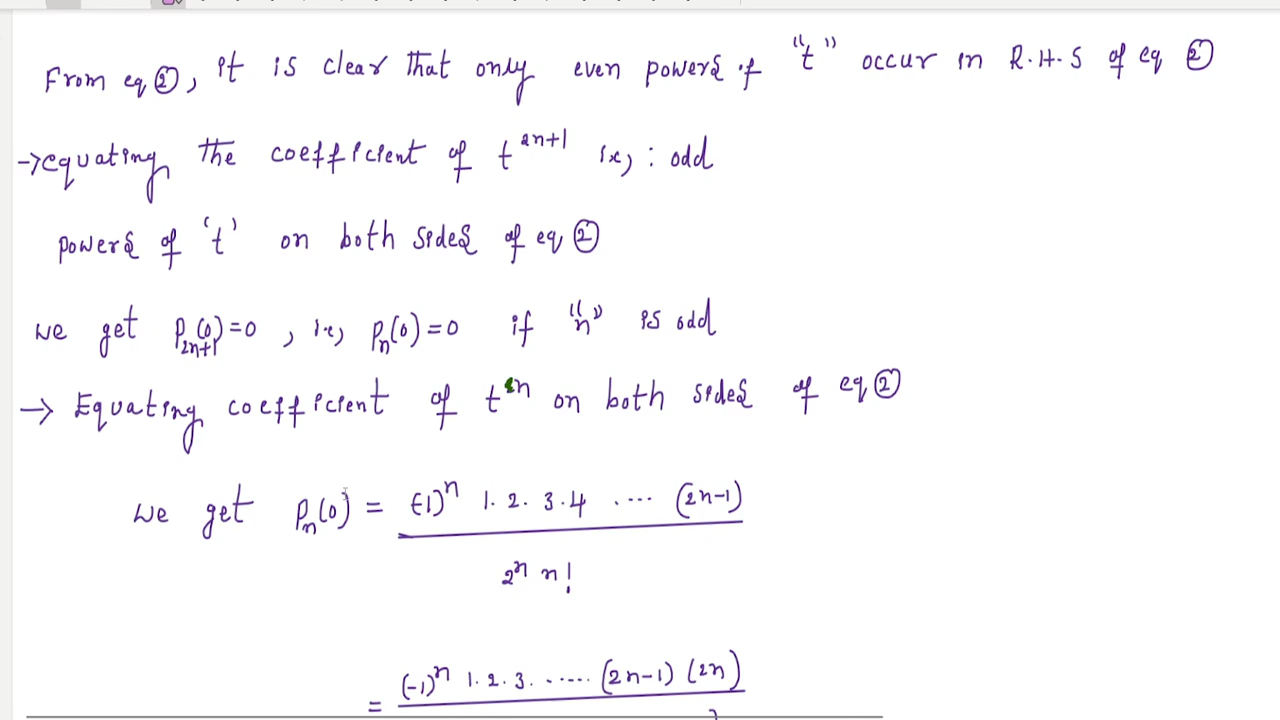 From eq ②, it is clear that only even powers of "t" occur in R.H.S of eq ②
→ equating the coefficient of t^{2n+1} ie; : odd
powers of 't' on both sides of eq ②
we get P_{2n+1}(0) = 0 , ie; P_n(0) = 0 if "n" is odd
→ Equating coefficient of t^{2n} on both sides of eq ②
we get P_n(0) = (-1)^n 1. 2. 3. 4 ..... (2n-1)
2^n n!
= (-1)^n 1. 2. 3. ...... (2n-1) (2n)